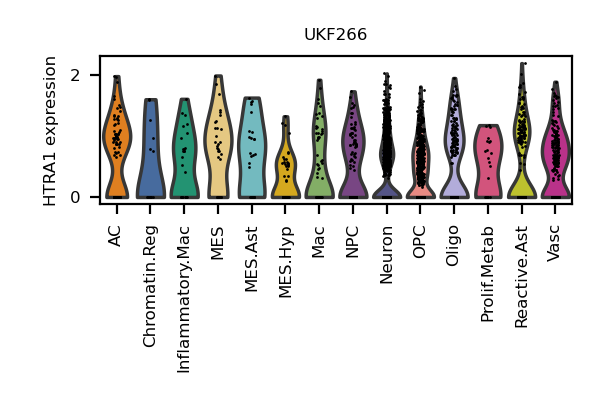 UKF266
HTRA1 expression
2
0
AC
Chromatin.Reg
Inflammatory.Mac
MES
MES.Ast
MES.Hyp
Mac
NPC
Neuron
OPC
Oligo
Prolif.Metab
Reactive.Ast
Vasc